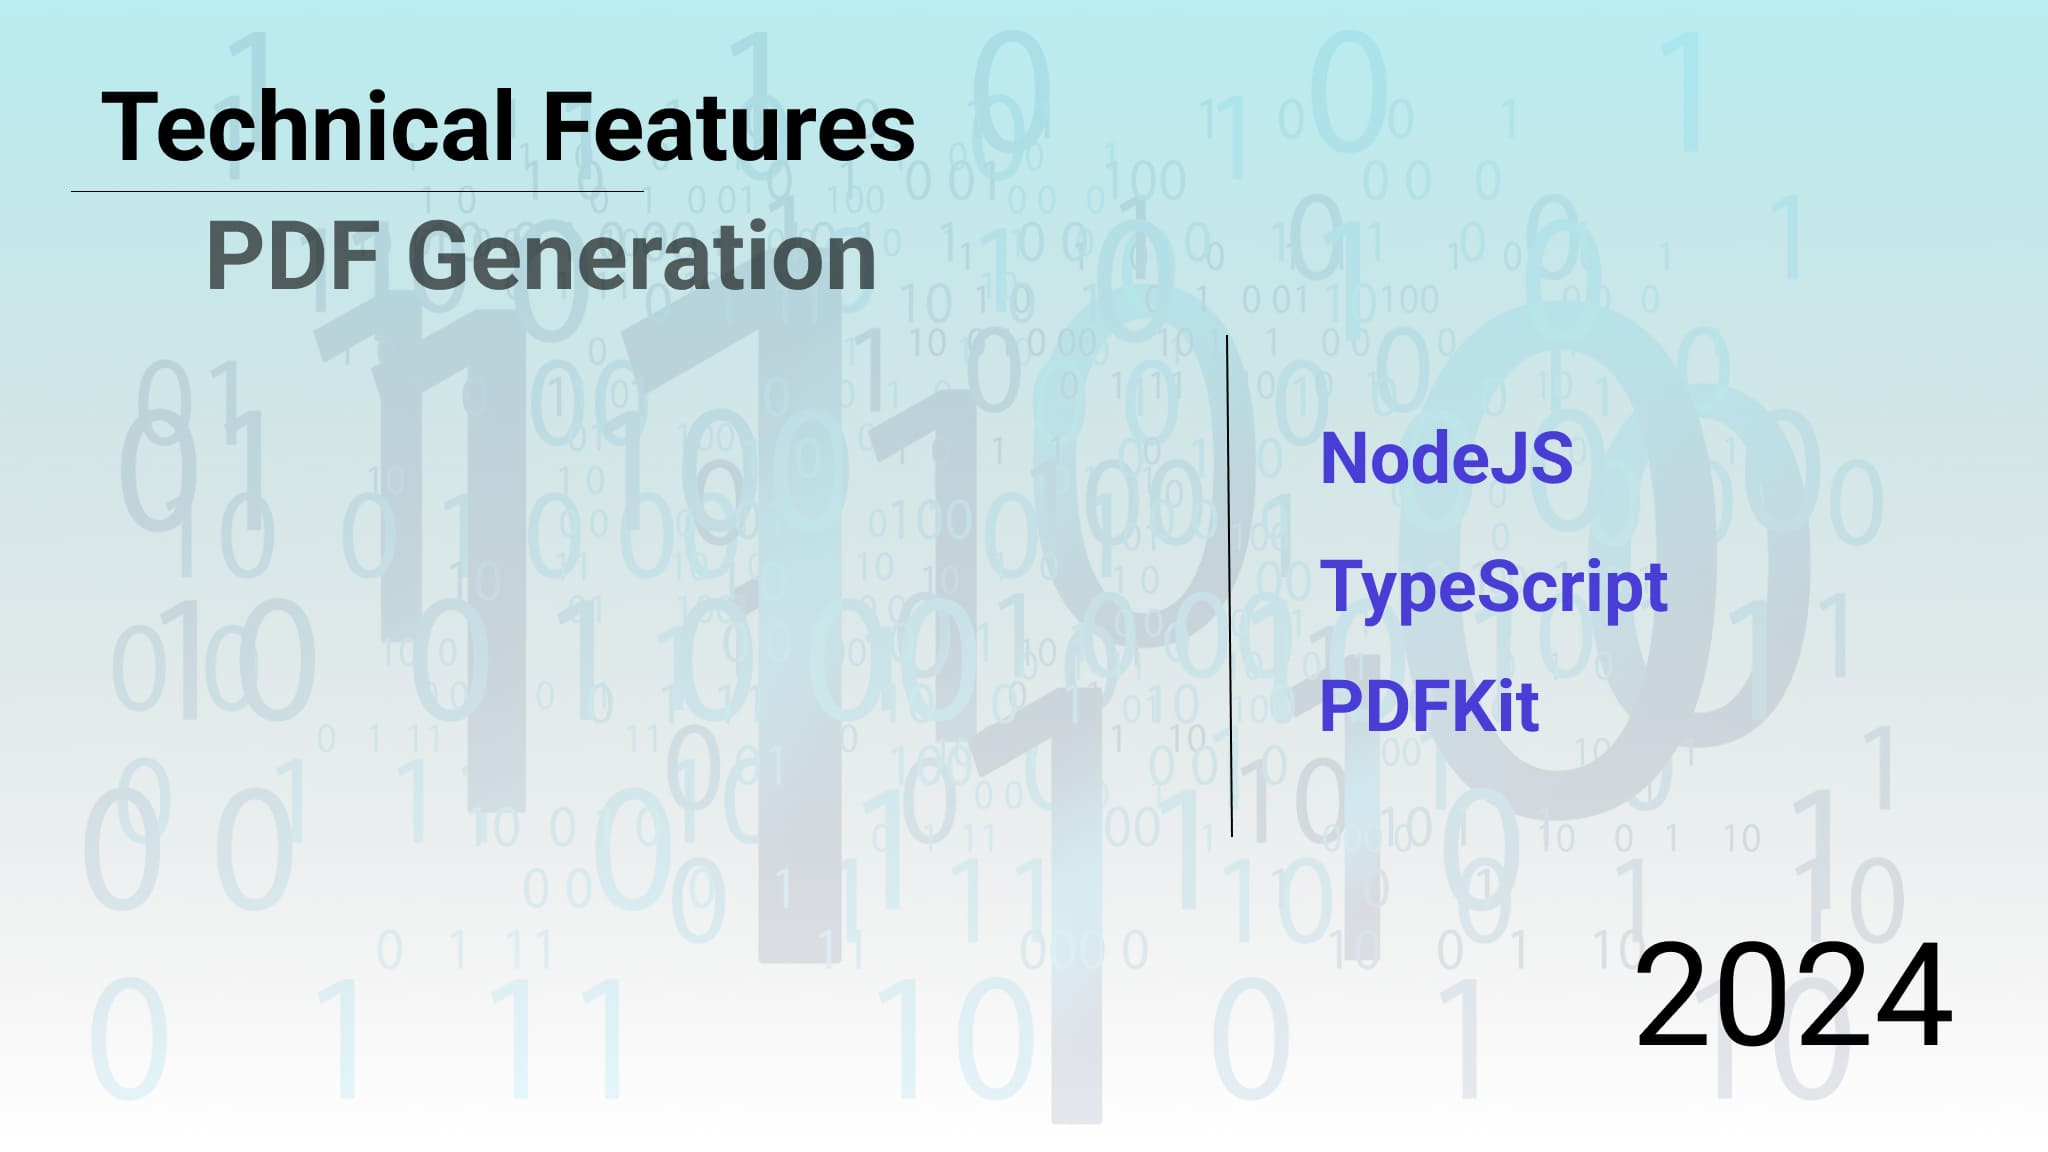 Technical Features
PDF Generation
NodeJS
TypeScript
PDFKit
2024